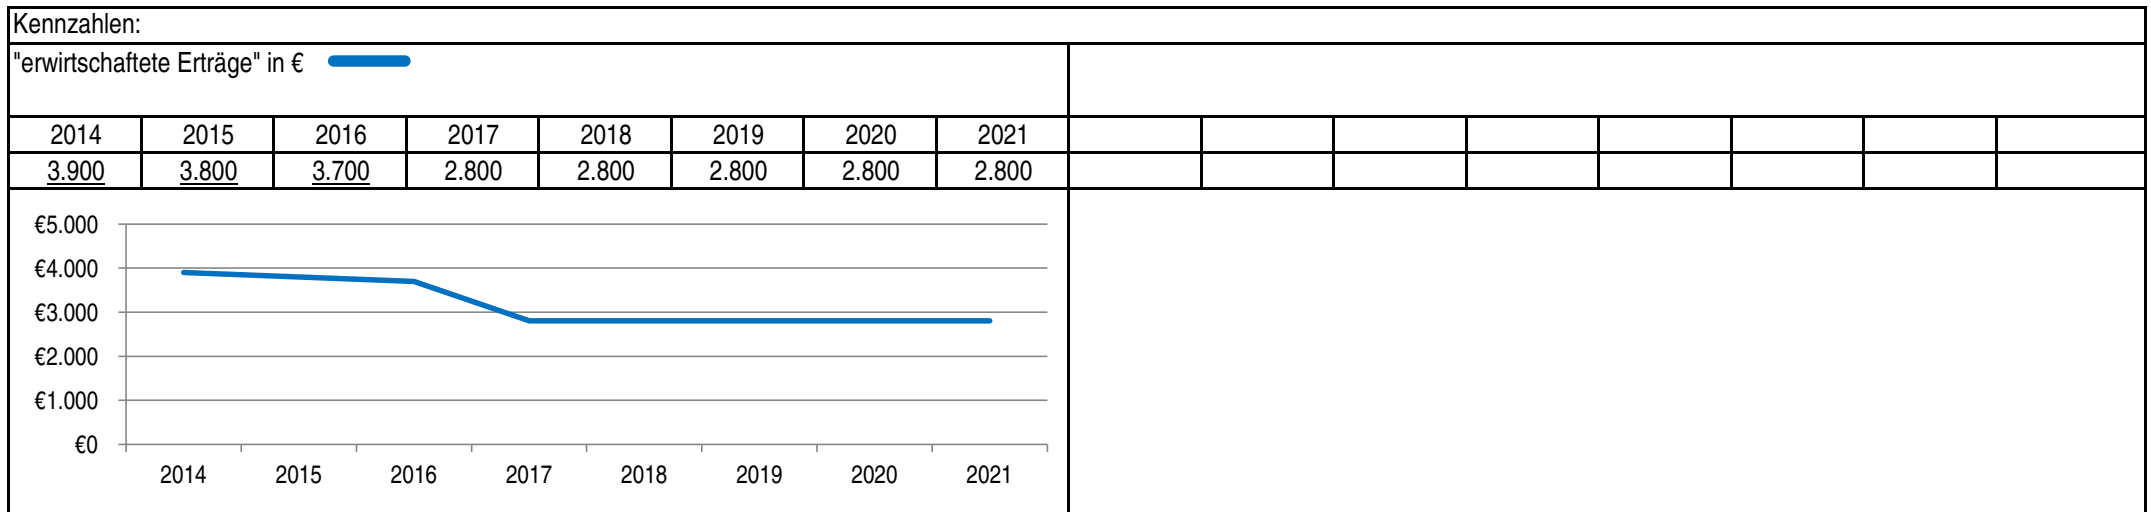 Kennzahlen:
"erwirtschaftete Erträge" in €
2014 2015 2016 2017 2018 2019 2020 2021
3.900 3.800 3.700 2.800 2.800 2.800 2.800 2.800
€5.000
€4.000
€3.000
€2.000
€1.000
€0
2014 2015 2016 2017 2018 2019 2020 2021